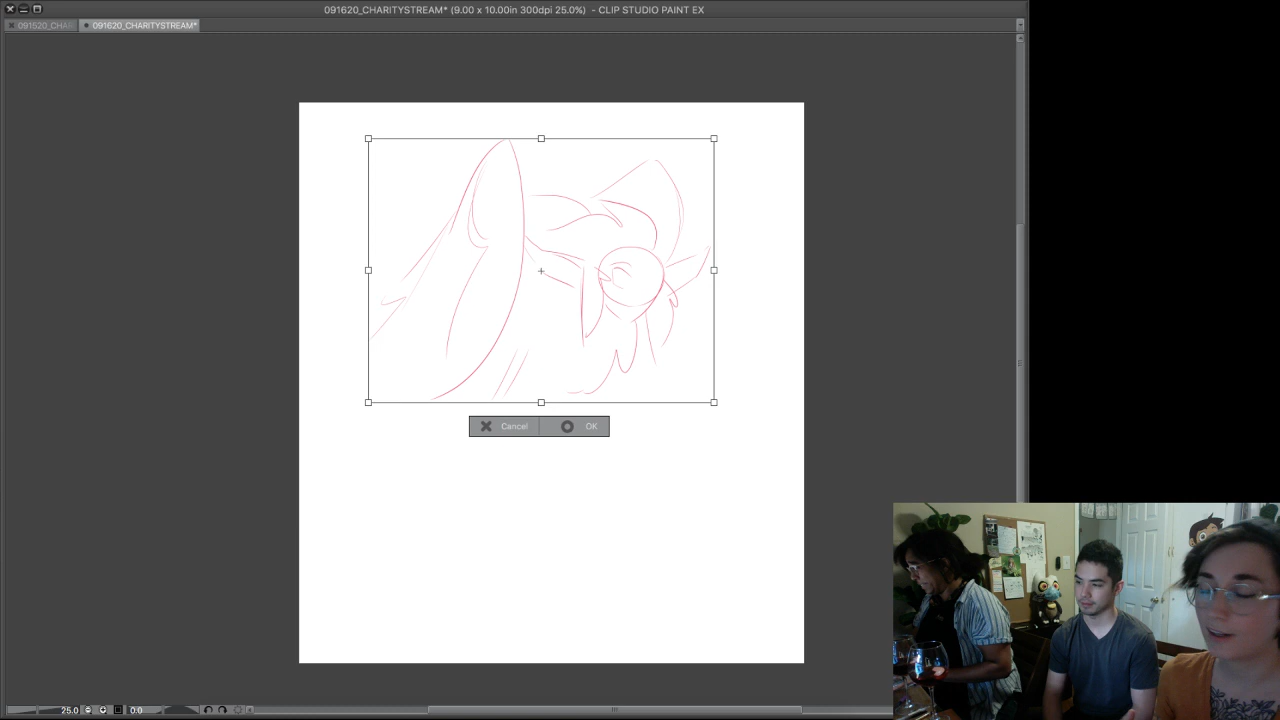 091620_CHARITYSTREAM* (9.00 x 10.00in 300dpi 25.0%) - CLIP STUDIO PAINT EX
091520_CHAR
091620_CHARITYSTREAM*
Cancel
OK
25.0
0.0